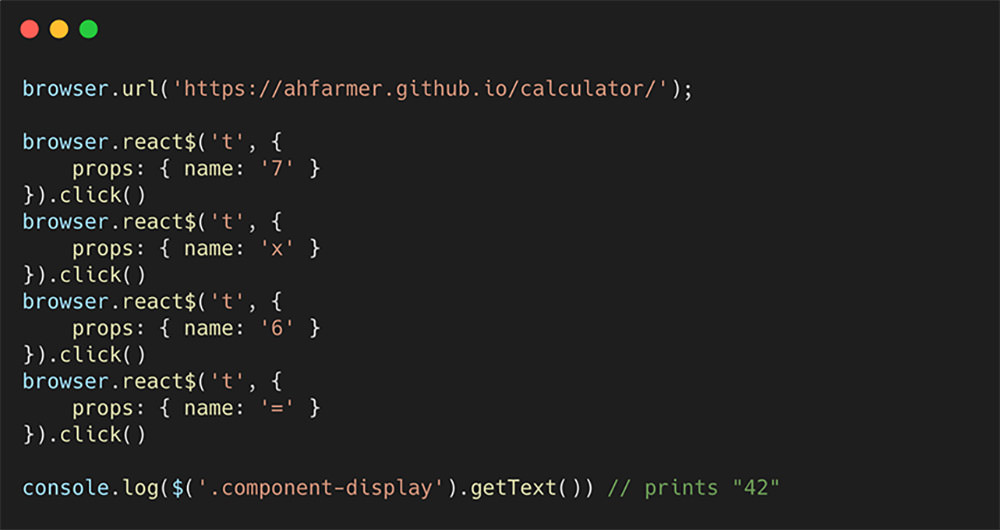 browser.url('https://ahfarmer.github.io/calculator/');
browser.react$('t', {
    props: { name: '7' }
}).click()
browser.react$('t', {
    props: { name: 'x' }
}).click()
browser.react$('t', {
    props: { name: '6' }
}).click()
browser.react$('t', {
    props: { name: '=' }
}).click()
console.log($('.component-display').getText()) // prints "42"